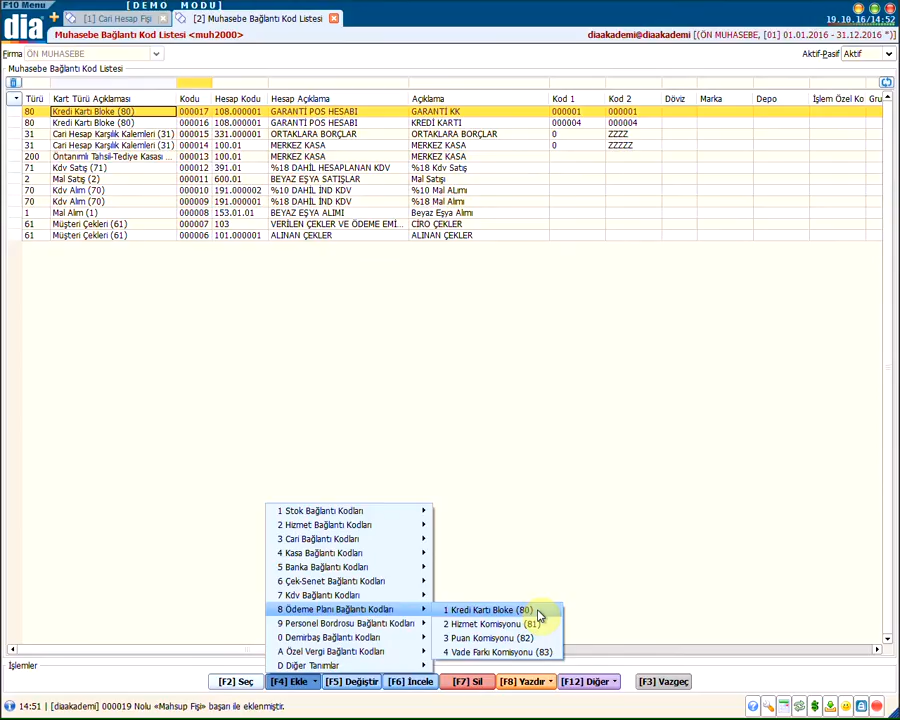 F10 Menu
[ D E M O   M O D U ]
dia
[1] Cari Hesap Fişi
[2] Muhasebe Bağlantı Kod Listesi
19.10.16/14:52
Muhasebe Bağlantı Kod Listesi <muh2000>
diaakademi@diaakademi [(ÖN MUHASEBE, [01] 01.01.2016 - 31.12.2016 ")]
Firma ÖN MUHASEBE
Aktif-Pasif Aktif
Muhasebe Bağlantı Kod Listesi
Türü Kart Türü Açıklaması Kodu Hesap Kodu Hesap Açıklama Açıklama Kod 1 Kod 2 Döviz Marka Depo İşlem Özel Ko Gru
80 Kredi Kartı Bloke (80) 000017 108.000001 GARANTİ POS HESABI GARANTİ KK 000001 000001
80 Kredi Kartı Bloke (80) 000016 108.000001 GARANTİ POS HESABI KREDİ KARTI 000004 000004
31 Cari Hesap Karşılık Kalemleri (31) 000015 331.000001 ORTAKLARA BORÇLAR ORTAKLARA BORÇLAR 0 ZZZZ
31 Cari Hesap Karşılık Kalemleri (31) 000014 100.01 MERKEZ KASA MERKEZ KASA 0 ZZZZZ
200 Öntanımlı Tahsil-Tediye Kasası ... 000013 100.01 MERKEZ KASA MERKEZ KASA
71 Kdv Satış (71) 000012 391.01 %18 DAHİL HESAPLANAN KDV %18 Kdv Satış
2 Mal Satış (2) 000011 600.01 BEYAZ EŞYA SATIŞLAR Mal Satışı
70 Kdv Alım (70) 000010 191.000002 %10 DAHİL İND KDV %10 Mal ALımı
70 Kdv Alım (70) 000009 191.000001 %18 DAHİL İND KDV %18 Mal Alımı
1 Mal Alım (1) 000008 153.01.01 BEYAZ EŞYA ALIMI Beyaz Eşya Alımı
61 Müşteri Çekleri (61) 000007 103 VERİLEN ÇEKLER VE ÖDEME EMİ... CİRO ÇEKLER
61 Müşteri Çekleri (61) 000006 101.000001 ALINAN ÇEKLER ALINAN ÇEKLER
1 Stok Bağlantı Kodları
2 Hizmet Bağlantı Kodları
3 Cari Bağlantı Kodları
4 Kasa Bağlantı Kodları
5 Banka Bağlantı Kodları
6 Çek-Senet Bağlantı Kodları
7 Kdv Bağlantı Kodları
8 Ödeme Planı Bağlantı Kodları
9 Personel Bordrosu Bağlantı Kodları
0 Demirbaş Bağlantı Kodları
A Özel Vergi Bağlantı Kodları
D Diğer Tanımlar
1 Kredi Kartı Bloke (80)
2 Hizmet Komisyonu (81)
3 Puan Komisyonu (82)
4 Vade Farkı Komisyonu (83)
İşlemler
[F2] Seç [F4] Ekle [F5] Değiştir [F6] İncele [F7] Sil [F8] Yazdır [F12] Diğer [F3] Vazgeç
14:51 | [diaakademi] 000019 Nolu «Mahsup Fişi» başarı ile eklenmiştir.